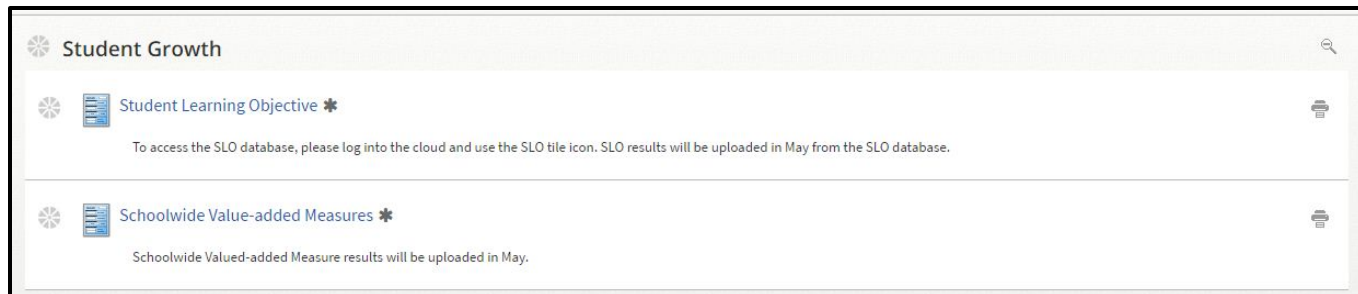 Student Growth
Student Learning Objective ✱
To access the SLO database, please log into the cloud and use the SLO tile icon. SLO results will be uploaded in May from the SLO database.
Schoolwide Value-added Measures ✱
Schoolwide Valued-added Measure results will be uploaded in May.